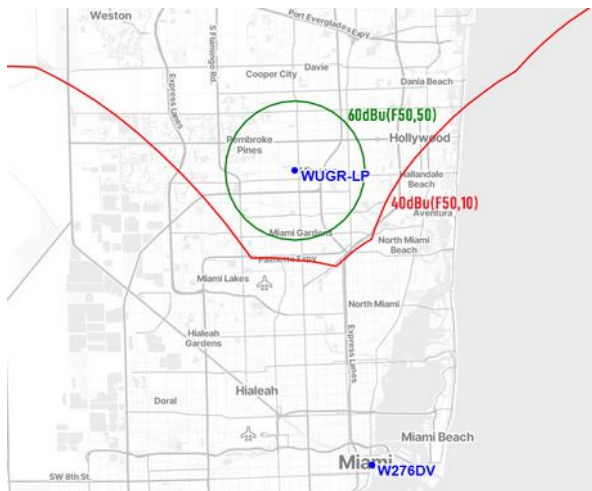 Weston
Port Everglades Expy
S Flamingo Rd.
Express Lanes
Davie
Cooper City
Dania Beach
60dBu(F50,50)
Pembroke
Pines
Hollywood
WUGR-LP
Hallandale
Beach
40dBu(F50,10)
Aventura
Miami Gardens
North Miami
Beach
Palmetto Expy
Miami Lakes
North Miami
Express Lanes
Hialeah
Gardens
Hialeah
Doral
Miami Beach
Miami
W276DV
SW 8th St.